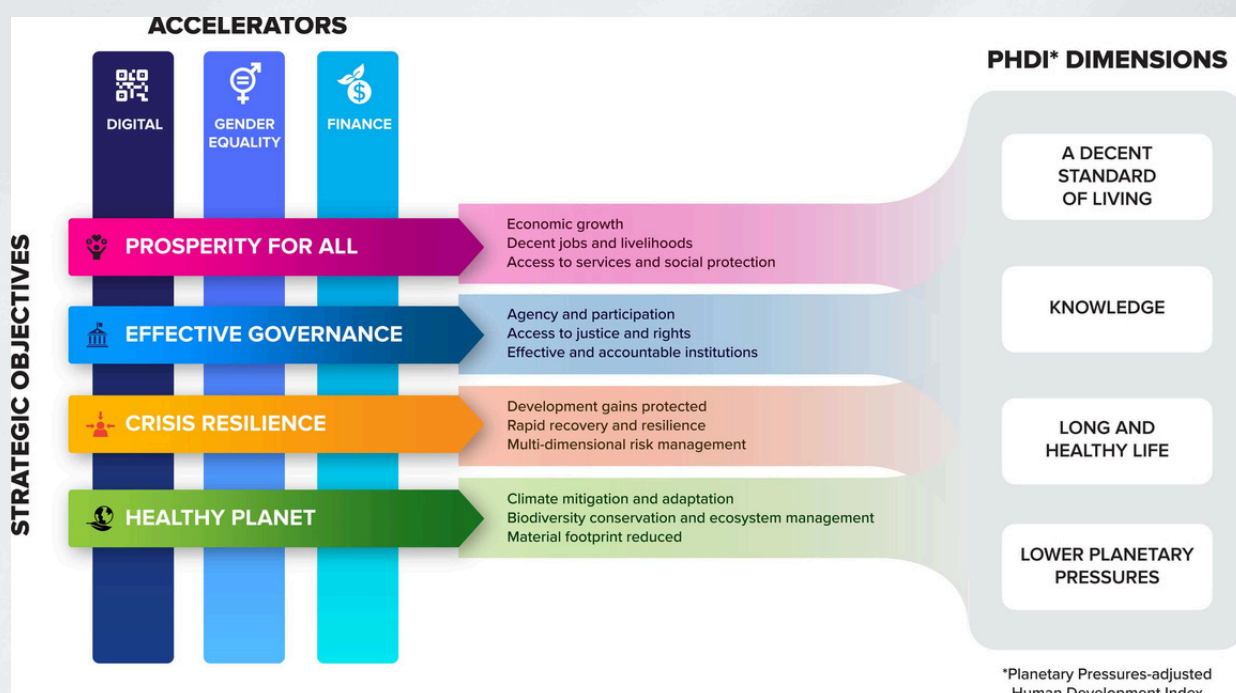 ACCELERATORS
DIGITAL
GENDER
EQUALITY
FINANCE
STRATEGIC OBJECTIVES
PROSPERITY FOR ALL
Economic growth
Decent jobs and livelihoods
Access to services and social protection
EFFECTIVE GOVERNANCE
Agency and participation
Access to justice and rights
Effective and accountable institutions
CRISIS RESILIENCE
Development gains protected
Rapid recovery and resilience
Multi-dimensional risk management
HEALTHY PLANET
Climate mitigation and adaptation
Biodiversity conservation and ecosystem management
Material footprint reduced
PHDI* DIMENSIONS
A DECENT
STANDARD
OF LIVING
KNOWLEDGE
LONG AND
HEALTHY LIFE
LOWER PLANETARY
PRESSURES
*Planetary Pressures-adjusted
Human Development Index